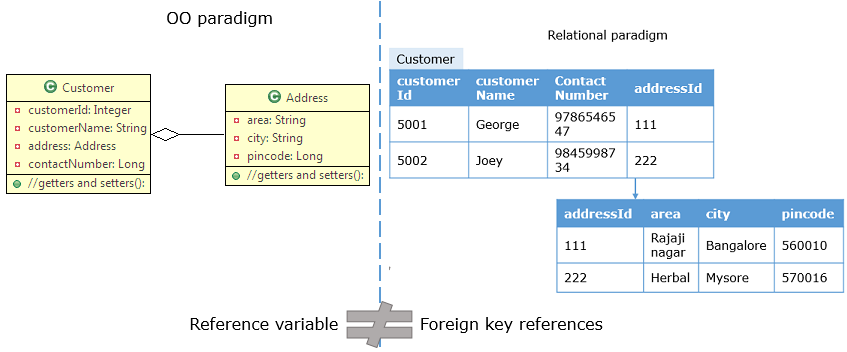 OO paradigm
Relational paradigm
C Customer
customerId: Integer
customerName: String
address: Address
contactNumber: Long
//getters and setters():
C Address
area: String
city: String
pincode: Long
//getters and setters():
Customer
customer Id customer Name Contact Number addressId
5001 George 97865465 47 111
5002 Joey 98459987 34 222
addressId area city pincode
111 Rajaji nagar Bangalore 560010
222 Herbal Mysore 570016
Reference variable Foreign key references